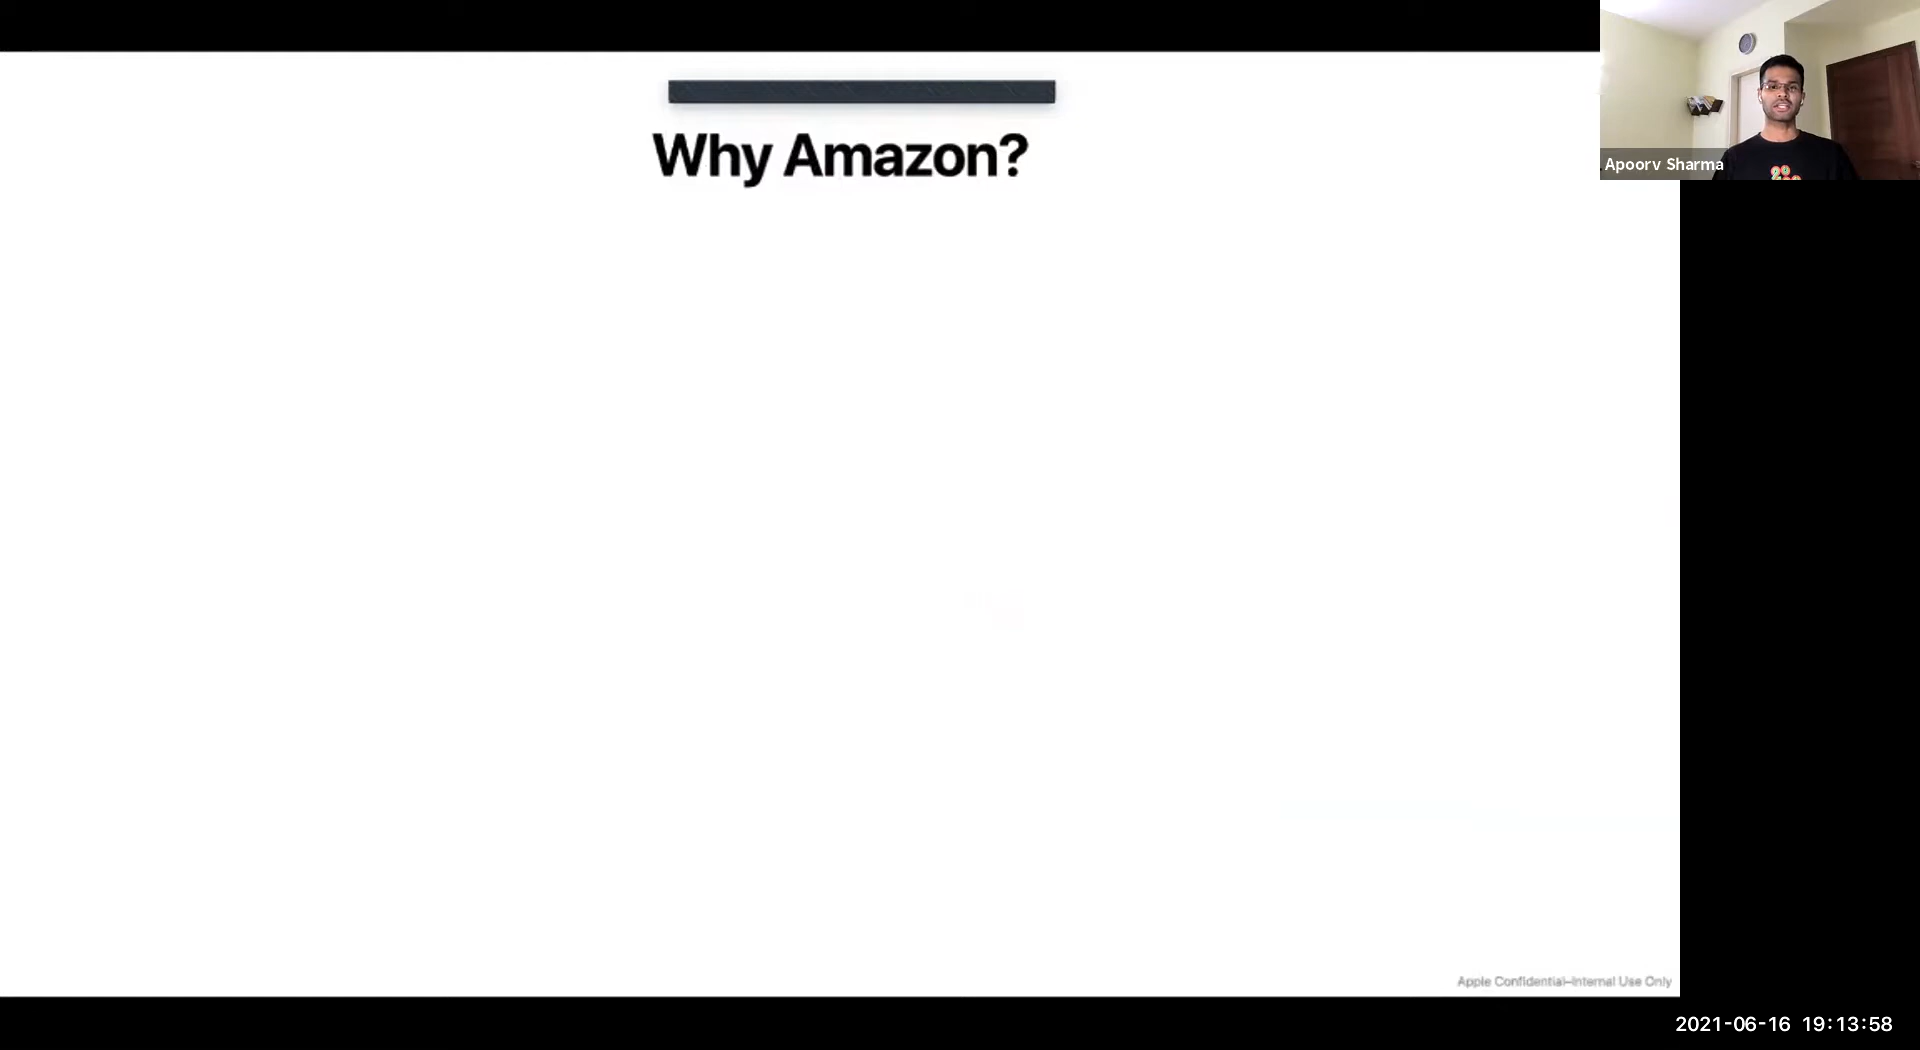 Why Amazon?
Apoorv Sharma
Apple Confidential–Internal Use Only
2021-06-16 19:13:58